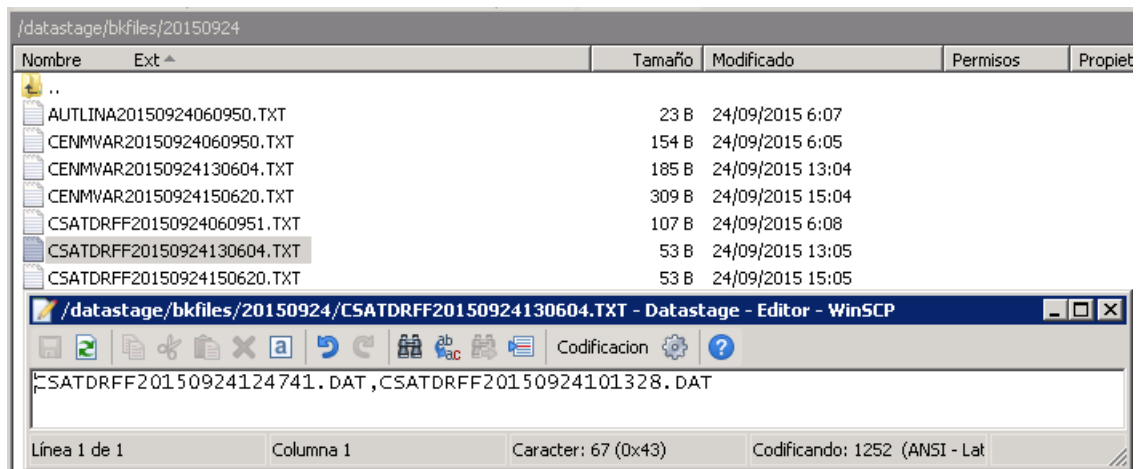 /datastage/bkfiles/20150924
Nombre Ext Tamaño Modificado Permisos Propiet
..
AUTLINA20150924060950.TXT 23 B 24/09/2015 6:07
CENMVAR20150924060950.TXT 154 B 24/09/2015 6:05
CENMVAR20150924130604.TXT 185 B 24/09/2015 13:04
CENMVAR20150924150620.TXT 309 B 24/09/2015 15:04
CSATDRFF20150924060951.TXT 107 B 24/09/2015 6:08
CSATDRFF20150924130604.TXT 53 B 24/09/2015 13:05
CSATDRFF20150924150620.TXT 53 B 24/09/2015 15:05
/datastage/bkfiles/20150924/CSATDRFF20150924130604.TXT - Datastage - Editor - WinSCP
Codificacion
CSATDRFF20150924124741.DAT,CSATDRFF20150924101328.DAT
Línea 1 de 1 Columna 1 Caracter: 67 (0x43) Codificando: 1252 (ANSI - Lat